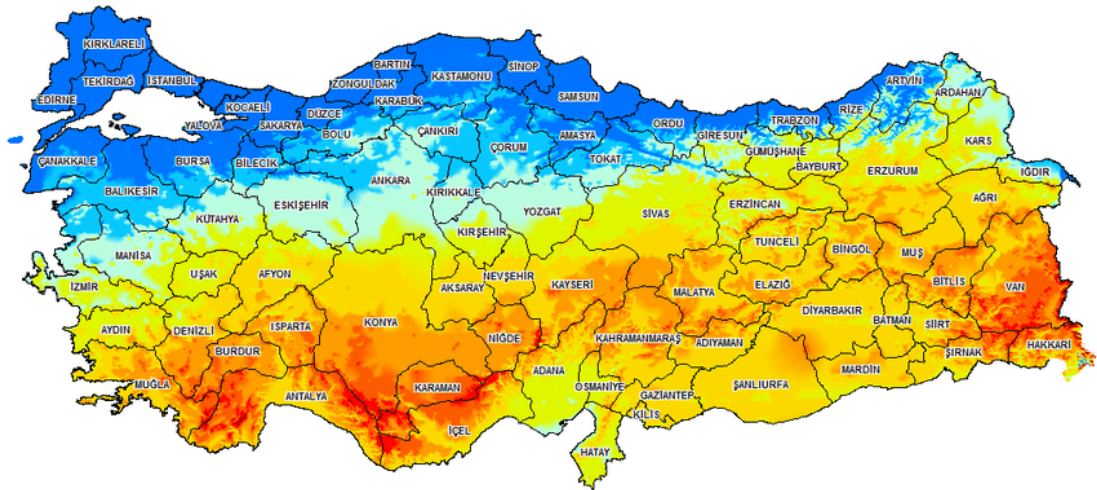 KIRKLARELİ
TEKİRDAĞ
İSTANBUL
EDİRNE
KOCAELİ
YALOVA
SAKARYA
DÜZCE
ZONGULDAK
BARTIN
KARABÜK
KASTAMONU
SİNOP
BOLU
ÇANKIRI
SAMSUN
AMASYA
ÇORUM
TOKAT
ORDU
GİRESUN
TRABZON
RİZE
ARTVİN
ARDAHAN
GÜMÜŞHANE
BAYBURT
KARS
ERZURUM
IĞDIR
AĞRI
ÇANAKKALE
BURSA
BİLECİK
BALIKESİR
KÜTAHYA
ESKİŞEHİR
ANKARA
KIRIKKALE
YOZGAT
KIRŞEHİR
SİVAS
ERZİNCAN
TUNCELİ
BİNGÖL
MUŞ
BİTLİS
VAN
MANİSA
İZMİR
UŞAK
AFYON
AKSARAY
NEVŞEHİR
KAYSERİ
MALATYA
ELAZIĞ
DİYARBAKIR
BATMAN
SİİRT
AYDIN
DENİZLİ
ISPARTA
BURDUR
KONYA
NİĞDE
KAHRAMANMARAŞ
ADIYAMAN
MARDİN
ŞIRNAK
HAKKARİ
MUĞLA
ANTALYA
KARAMAN
İÇEL
ADANA
OSMANİYE
GAZİANTEP
KİLİS
ŞANLIURFA
HATAY